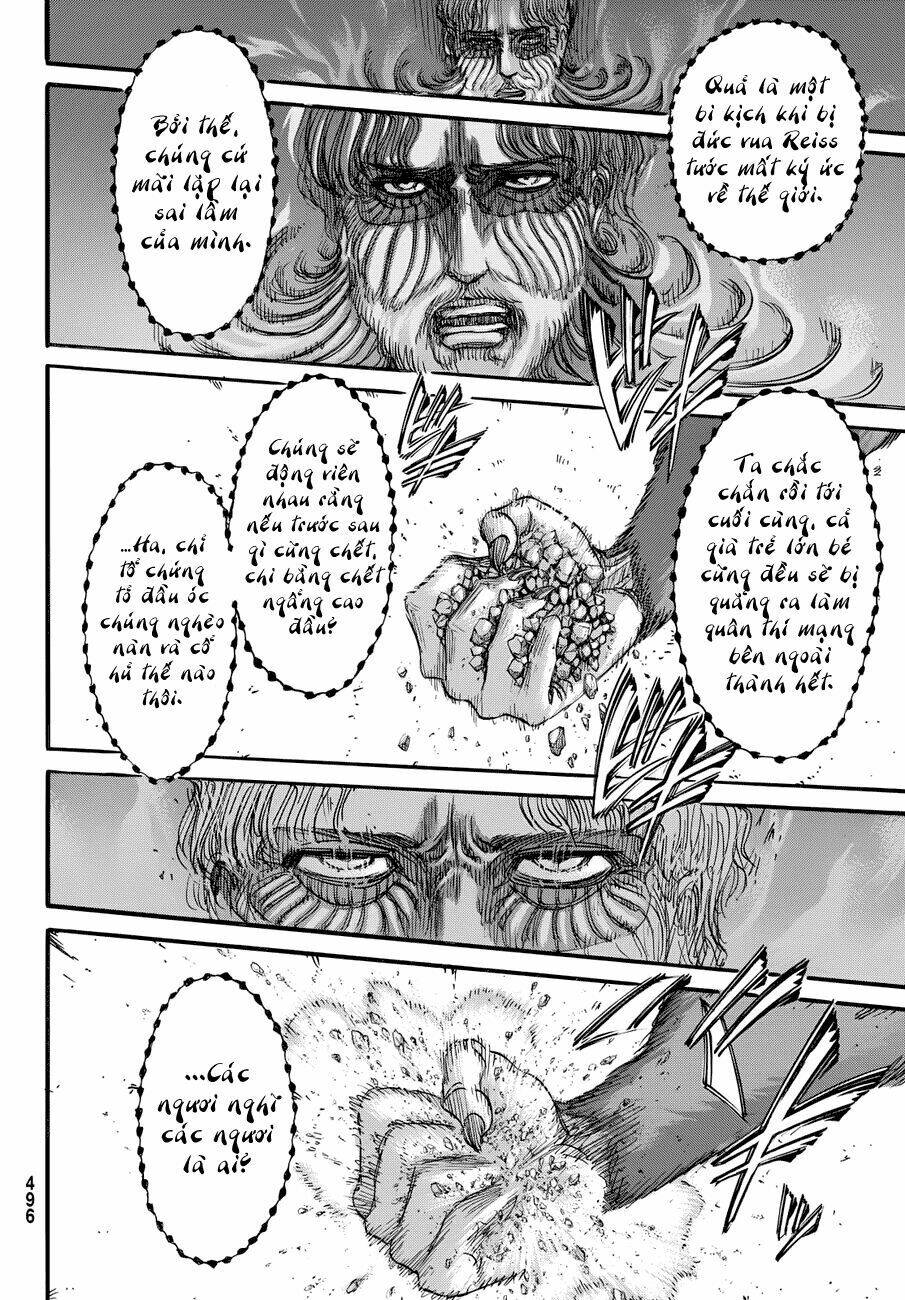 Quả là một
bi kịch khi bị
đức vua Reiss
tước mất ký ức
về thế giới.
Bởi thế,
chúng cứ
mãi lặp lại
sai lầm
của mình.
Ta chắc
chắn rồi tới
cuối cùng, cả
già trẻ lớn bé
cũng đều sẽ bị
quăng ra làm
quân thí mạng
bên ngoài
thành hết.
Chúng sẽ
động viên
nhau rằng
nếu trước sau
gì cũng chết,
chi bằng chết
ngẩng cao
đầu?
...Ha, chỉ
tổ chứng
tỏ đầu óc
chúng nghèo
nàn và cổ
hủ thế nào
thôi.
...Các
ngươi nghĩ
các ngươi
là ai?
496